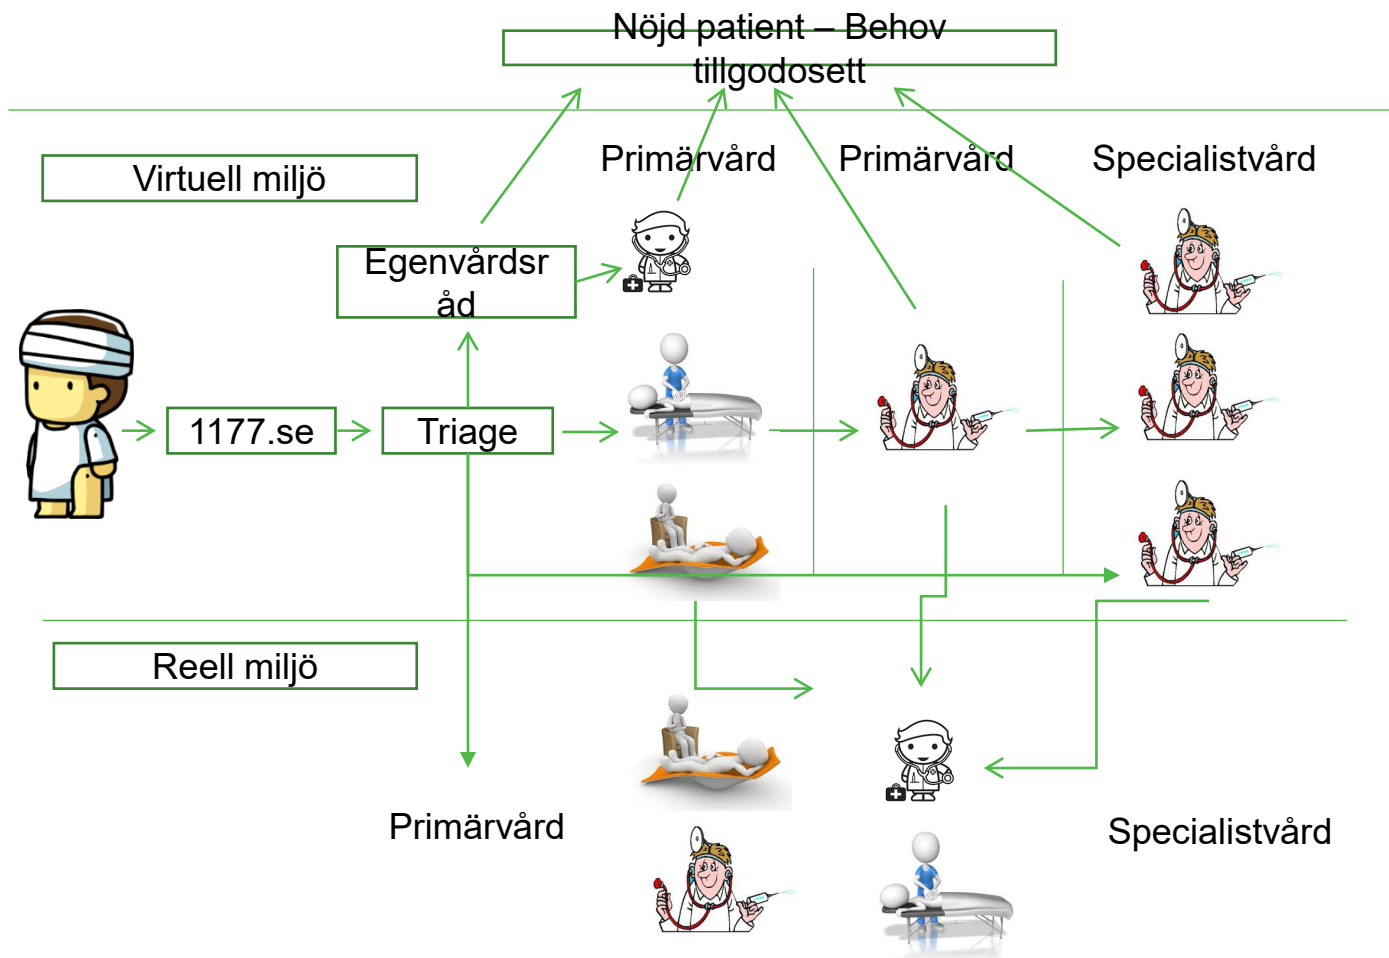 Nöjd patient – Behov
tillgodosett
Virtuell miljö
Primärvård
Primärvård
Specialistvård
Egenvårdsr
åd
1177.se
Triage
Reell miljö
Primärvård
Specialistvård